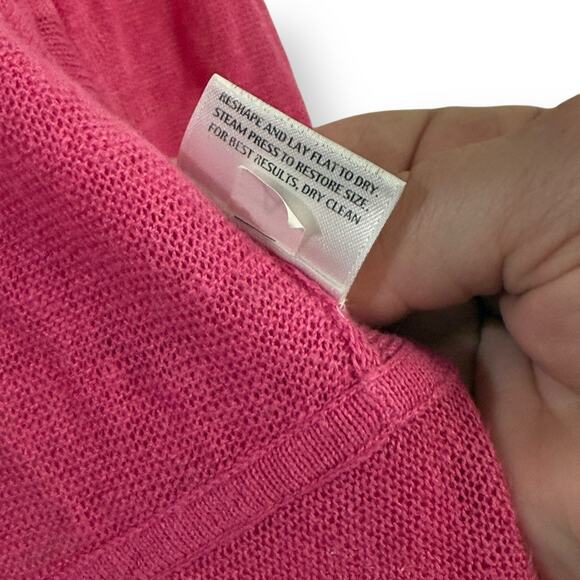 RESHAPE AND LAY FLAT TO DRY.
STEAM PRESS TO RESTORE SIZE.
FOR BEST RESULTS, DRY CLEAN